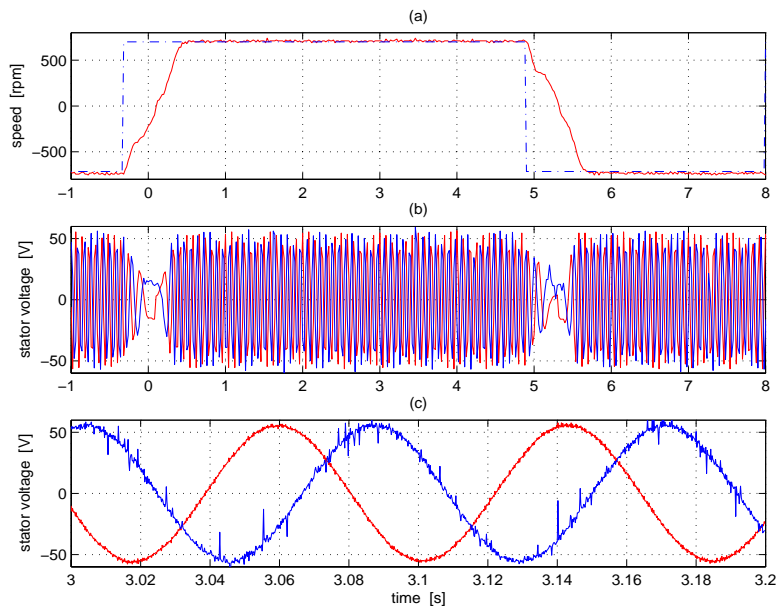 (a)
speed [rpm]
500
0
−500
−1 0 1 2 3 4 5 6 7 8
(b)
stator voltage [V]
50
0
−50
−1 0 1 2 3 4 5 6 7 8
(c)
stator voltage [V]
50
0
−50
3 3.02 3.04 3.06 3.08 3.1 3.12 3.14 3.16 3.18 3.2
time [s]